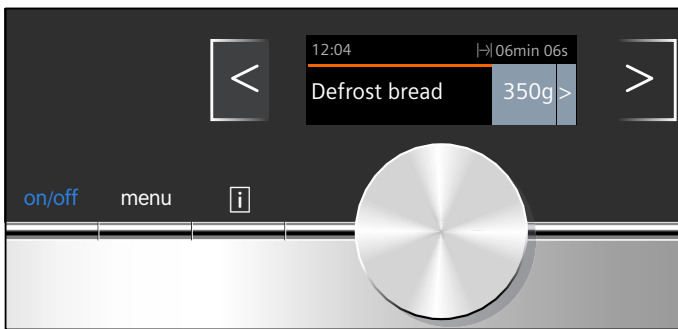 12:04 06min 06s
Defrost bread 350g >
< >
on/off menu i